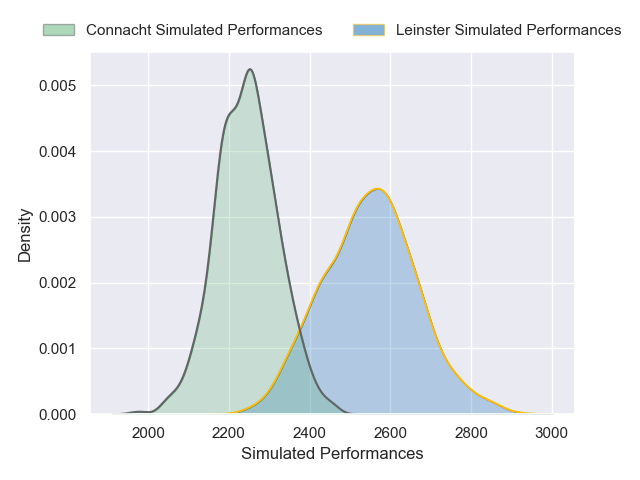 Connacht Simulated Performances
Leinster Simulated Performances
0.005
0.004
0.003
0.002
0.001
0.000
Density
2000 2200 2400 2600 2800 3000
Simulated Performances